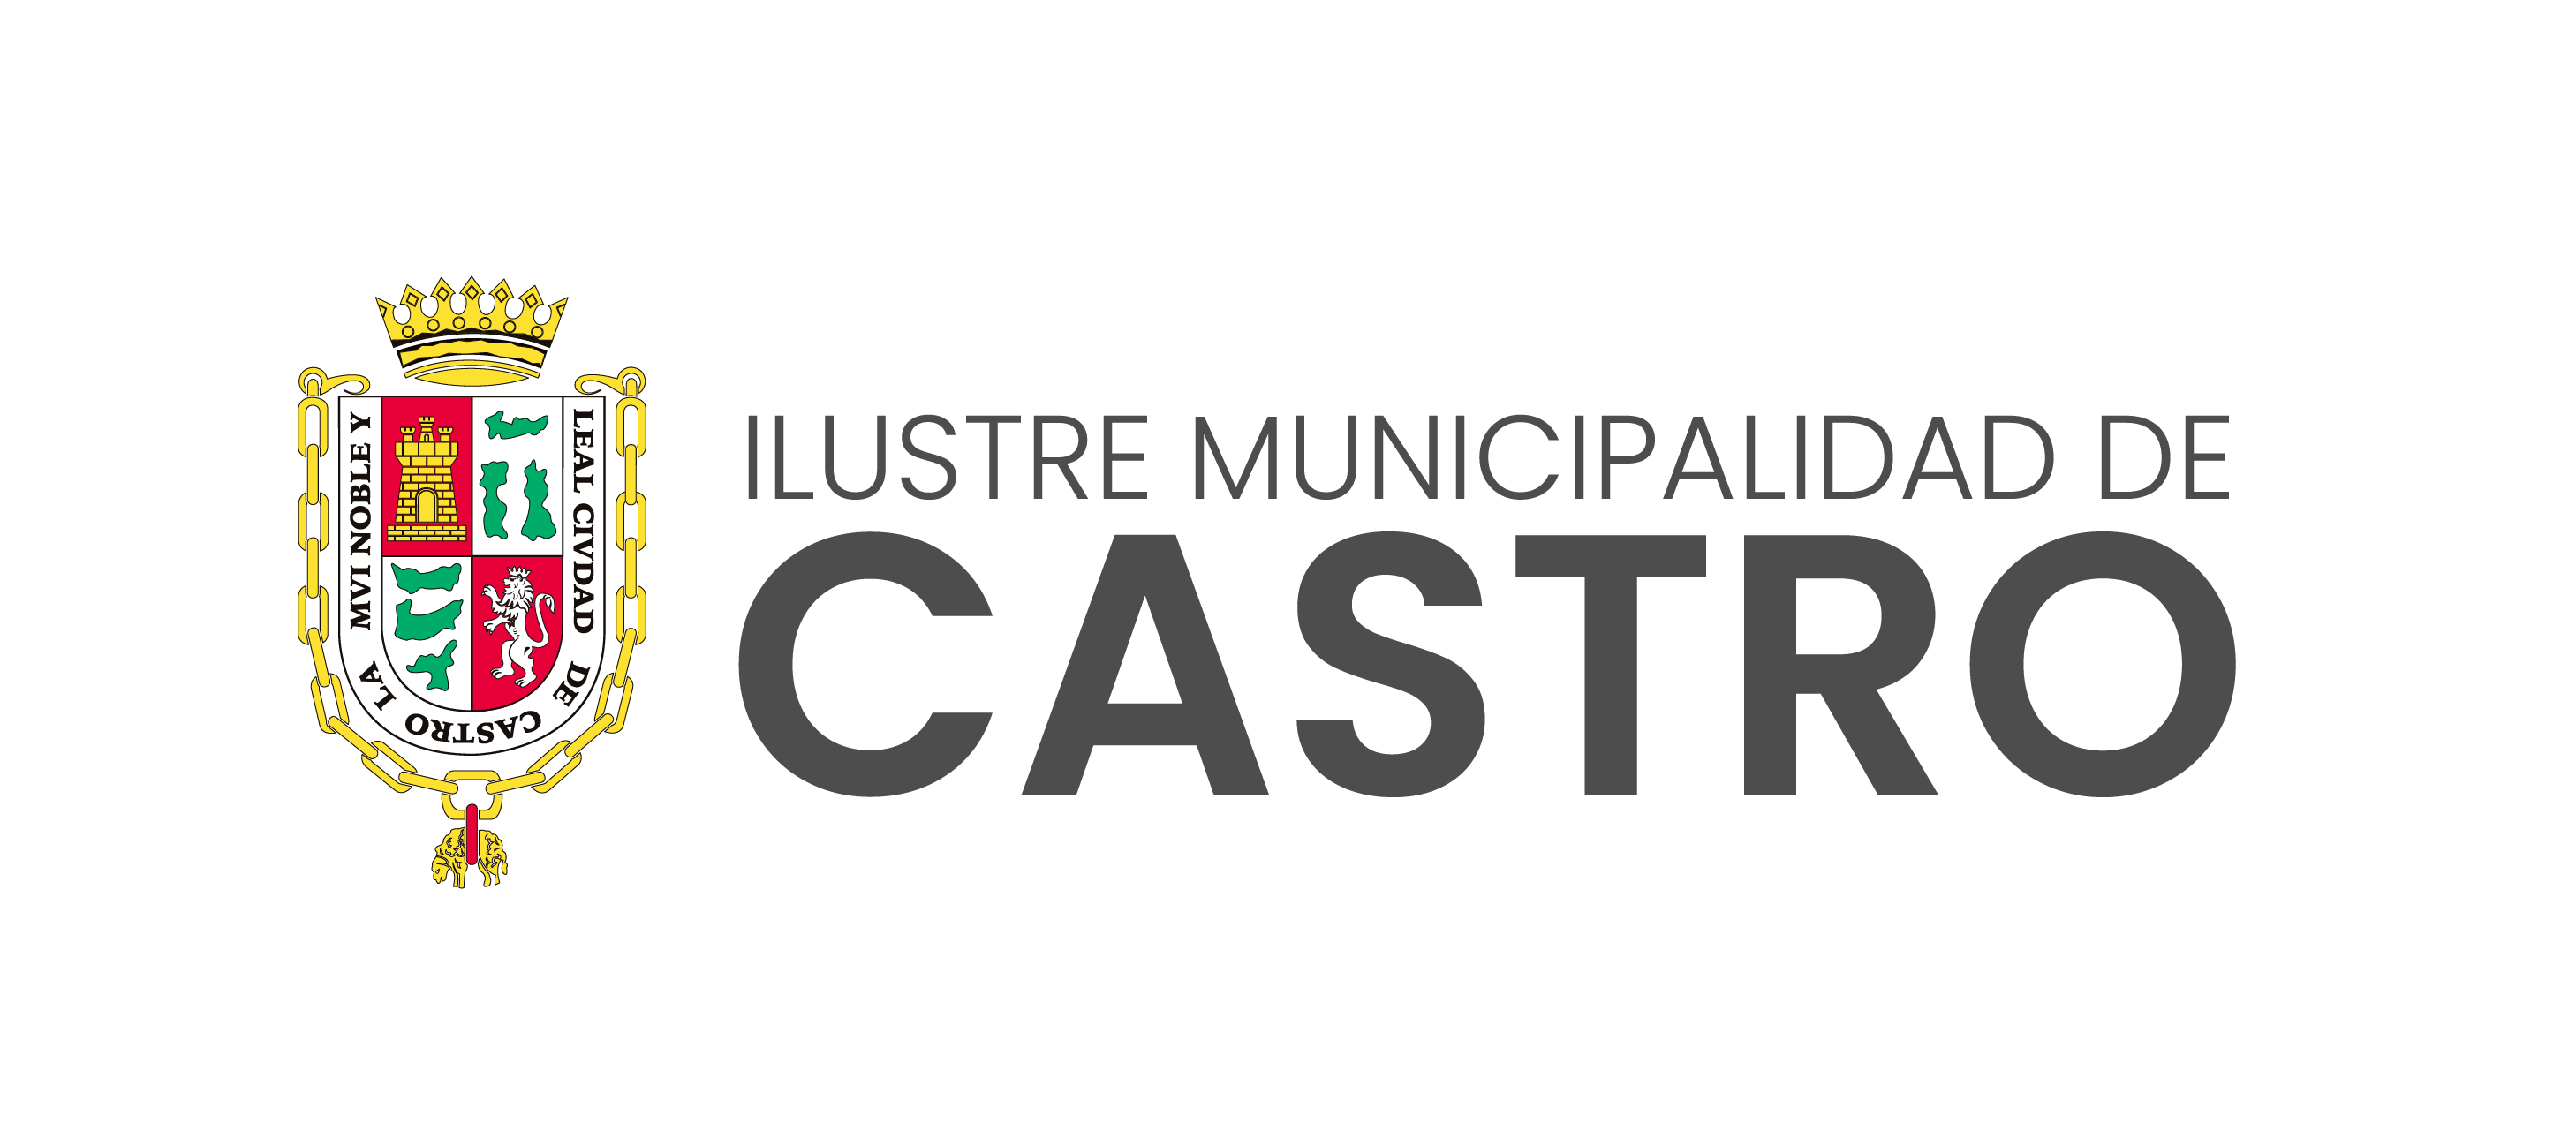 LA MVI NOBLE Y
LEAL CIVDAD DE CASTRO
ILUSTRE MUNICIPALIDAD DE
CASTRO